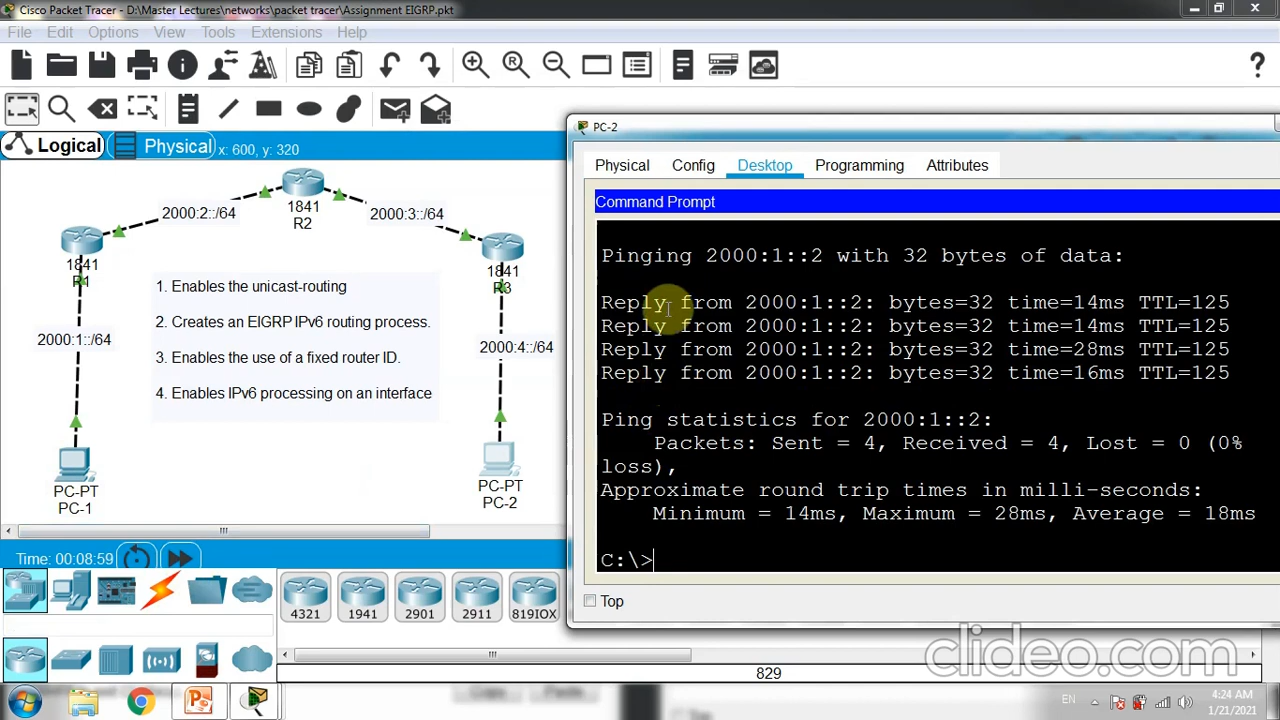 Cisco Packet Tracer - D:\Master Lectures\networks\packet tracer\Assignment EIGRP.pkt
File Edit Options View Tools Extensions Help
Logical Physical x: 600, y: 320
PC-2
Physical Config Desktop Programming Attributes
Command Prompt
Pinging 2000:1::2 with 32 bytes of data:
Reply from 2000:1::2: bytes=32 time=14ms TTL=125
Reply from 2000:1::2: bytes=32 time=14ms TTL=125
Reply from 2000:1::2: bytes=32 time=28ms TTL=125
Reply from 2000:1::2: bytes=32 time=16ms TTL=125
Ping statistics for 2000:1::2:
Packets: Sent = 4, Received = 4, Lost = 0 (0%
loss),
Approximate round trip times in milli-seconds:
Minimum = 14ms, Maximum = 28ms, Average = 18ms
C:\>
Top
2000:2::/64
1841
R2
2000:3::/64
1841
R1
1841
R3
1. Enables the unicast-routing
2. Creates an EIGRP IPv6 routing process.
3. Enables the use of a fixed router ID.
4. Enables IPv6 processing on an interface
2000:1::/64
2000:4::/64
PC-PT
PC-1
PC-PT
PC-2
Time: 00:08:59
4321 1941 2901 2911 819IOX
829
clideo.com
EN
4:24 AM
1/21/2021